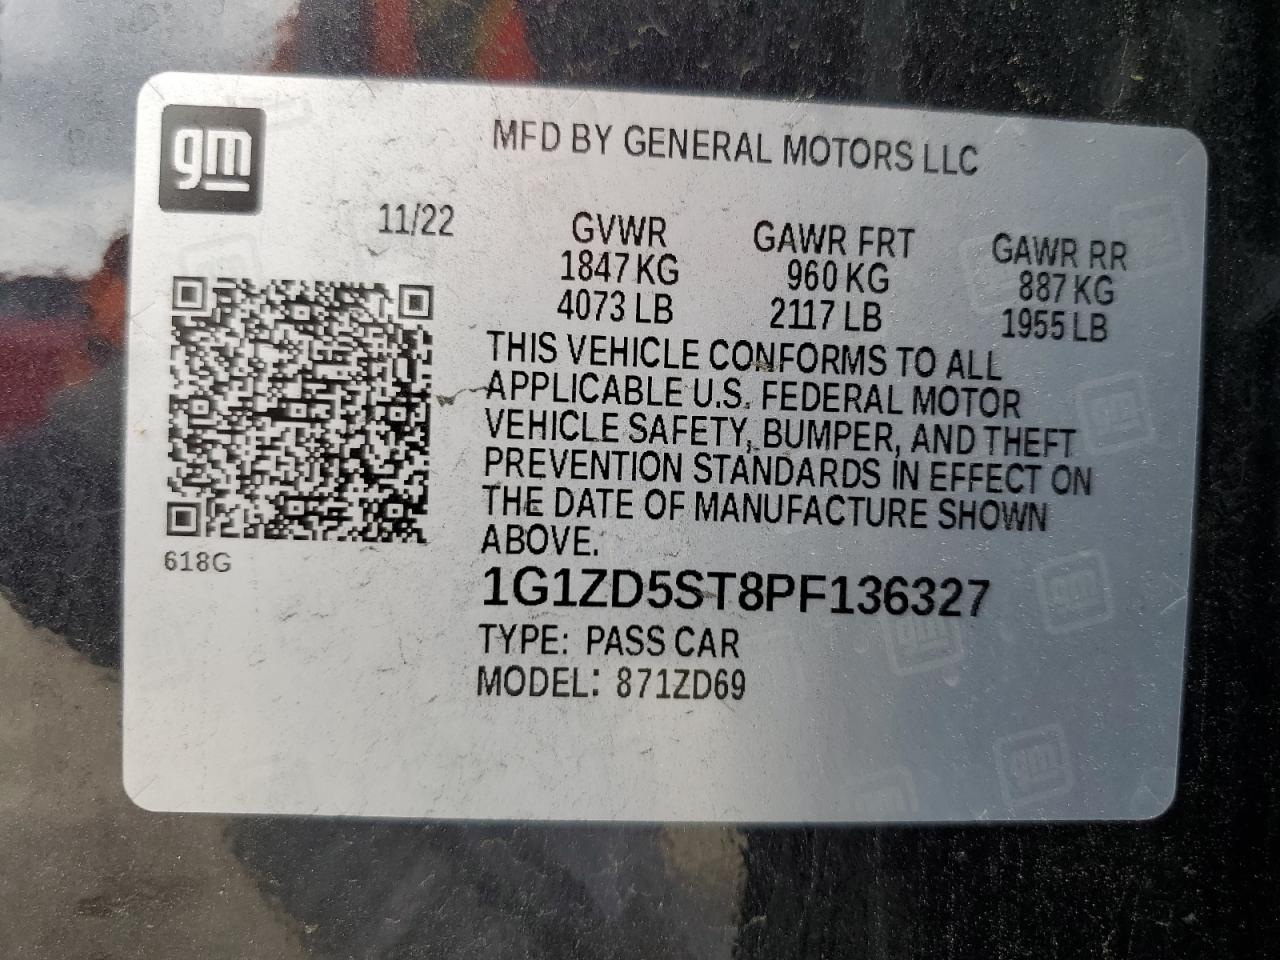 gm
MFD BY GENERAL MOTORS LLC
11/22
GVWR
1847 KG
4073 LB
GAWR FRT
960 KG
2117 LB
GAWR RR
887 KG
1955 LB
THIS VEHICLE CONFORMS TO ALL
APPLICABLE U.S. FEDERAL MOTOR
VEHICLE SAFETY, BUMPER, AND THEFT
PREVENTION STANDARDS IN EFFECT ON
THE DATE OF MANUFACTURE SHOWN
ABOVE.
618G
1G1ZD5ST8PF136327
TYPE: PASS CAR
MODEL: 871ZD69